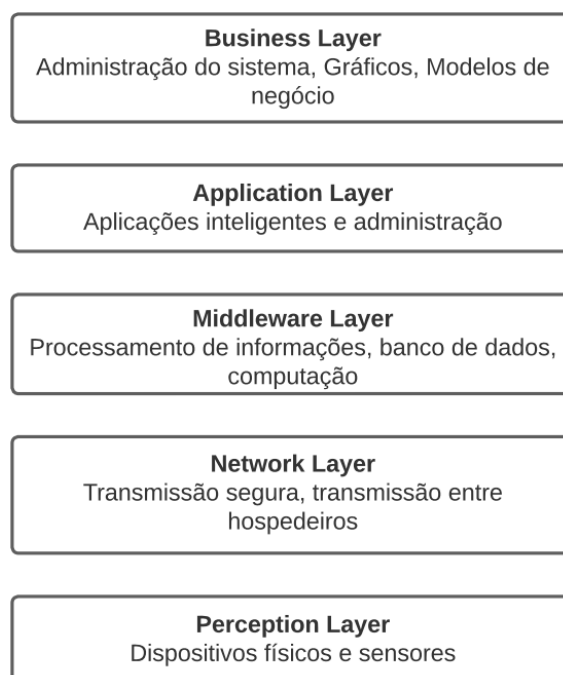 Business Layer
Administração do sistema, Gráficos, Modelos de
negócio
Application Layer
Aplicações inteligentes e administração
Middleware Layer
Processamento de informações, banco de dados,
computação
Network Layer
Transmissão segura, transmissão entre
hospedeiros
Perception Layer
Dispositivos físicos e sensores